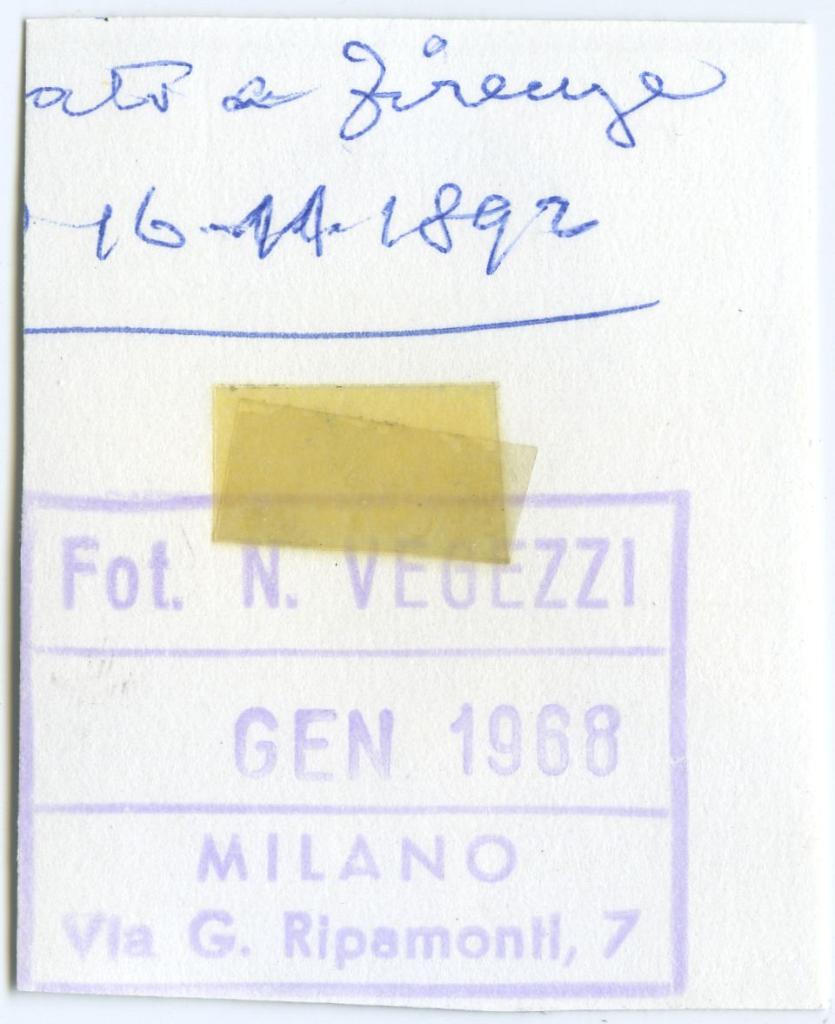 ato a Firenze
-16-11-1892
Fot. N. VEGEZZI
GEN 1968
MILANO
Via G. Ripamonti, 7